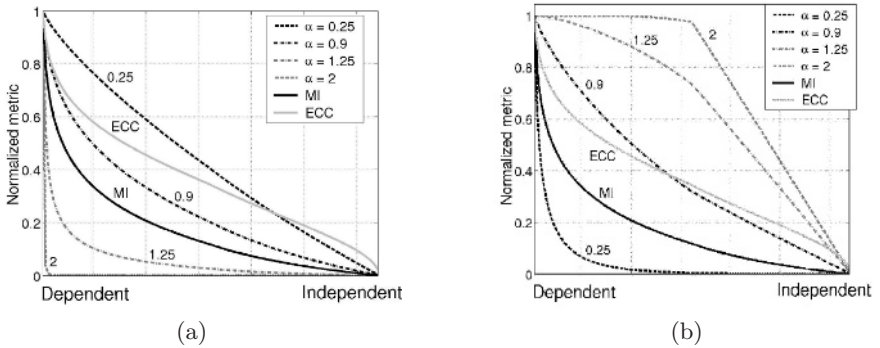 Normalized metric
1
0.8
0.6
0.4
0.2
0
α = 0.25
α = 0.9
α = 1.25
α = 2
MI
ECC
0.25
ECC
MI
0.9
1.25
2
Dependent
Independent
(a)
Normalized metric
1
0.8
0.6
0.4
0.2
0
α = 0.25
α = 0.9
α = 1.25
α = 2
MI
ECC
2
1.25
0.9
ECC
MI
0.25
Dependent
Independent
(b)